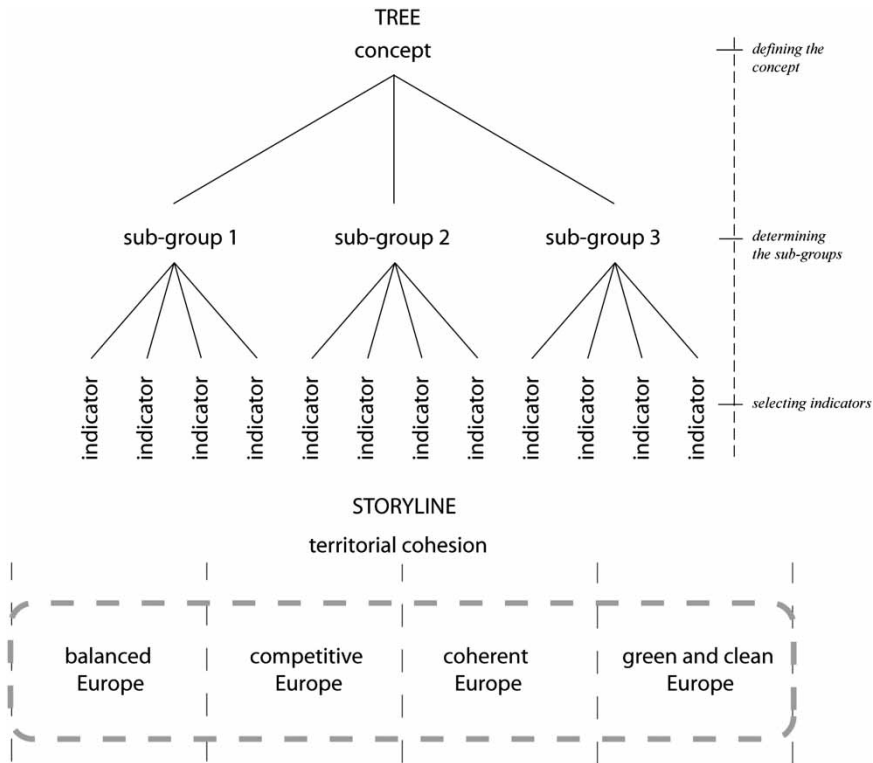 TREE
concept
defining the
concept
sub-group 1
sub-group 2
sub-group 3
determining
the sub-groups
indicator
indicator
indicator
indicator
indicator
indicator
indicator
indicator
indicator
indicator
indicator
indicator
selecting indicators
STORYLINE
territorial cohesion
balanced
Europe
competitive
Europe
coherent
Europe
green and clean
Europe